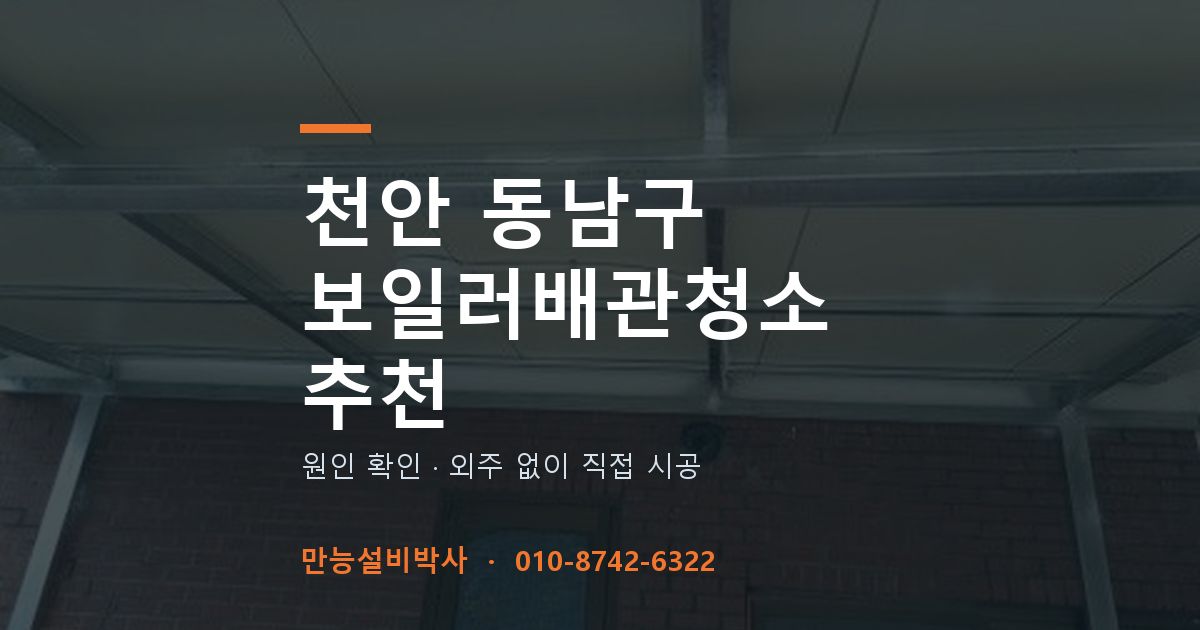 천안 동남구
보일러배관청소
추천
원인 확인 · 외주 없이 직접 시공
만능설비박사 · 010-8742-6322